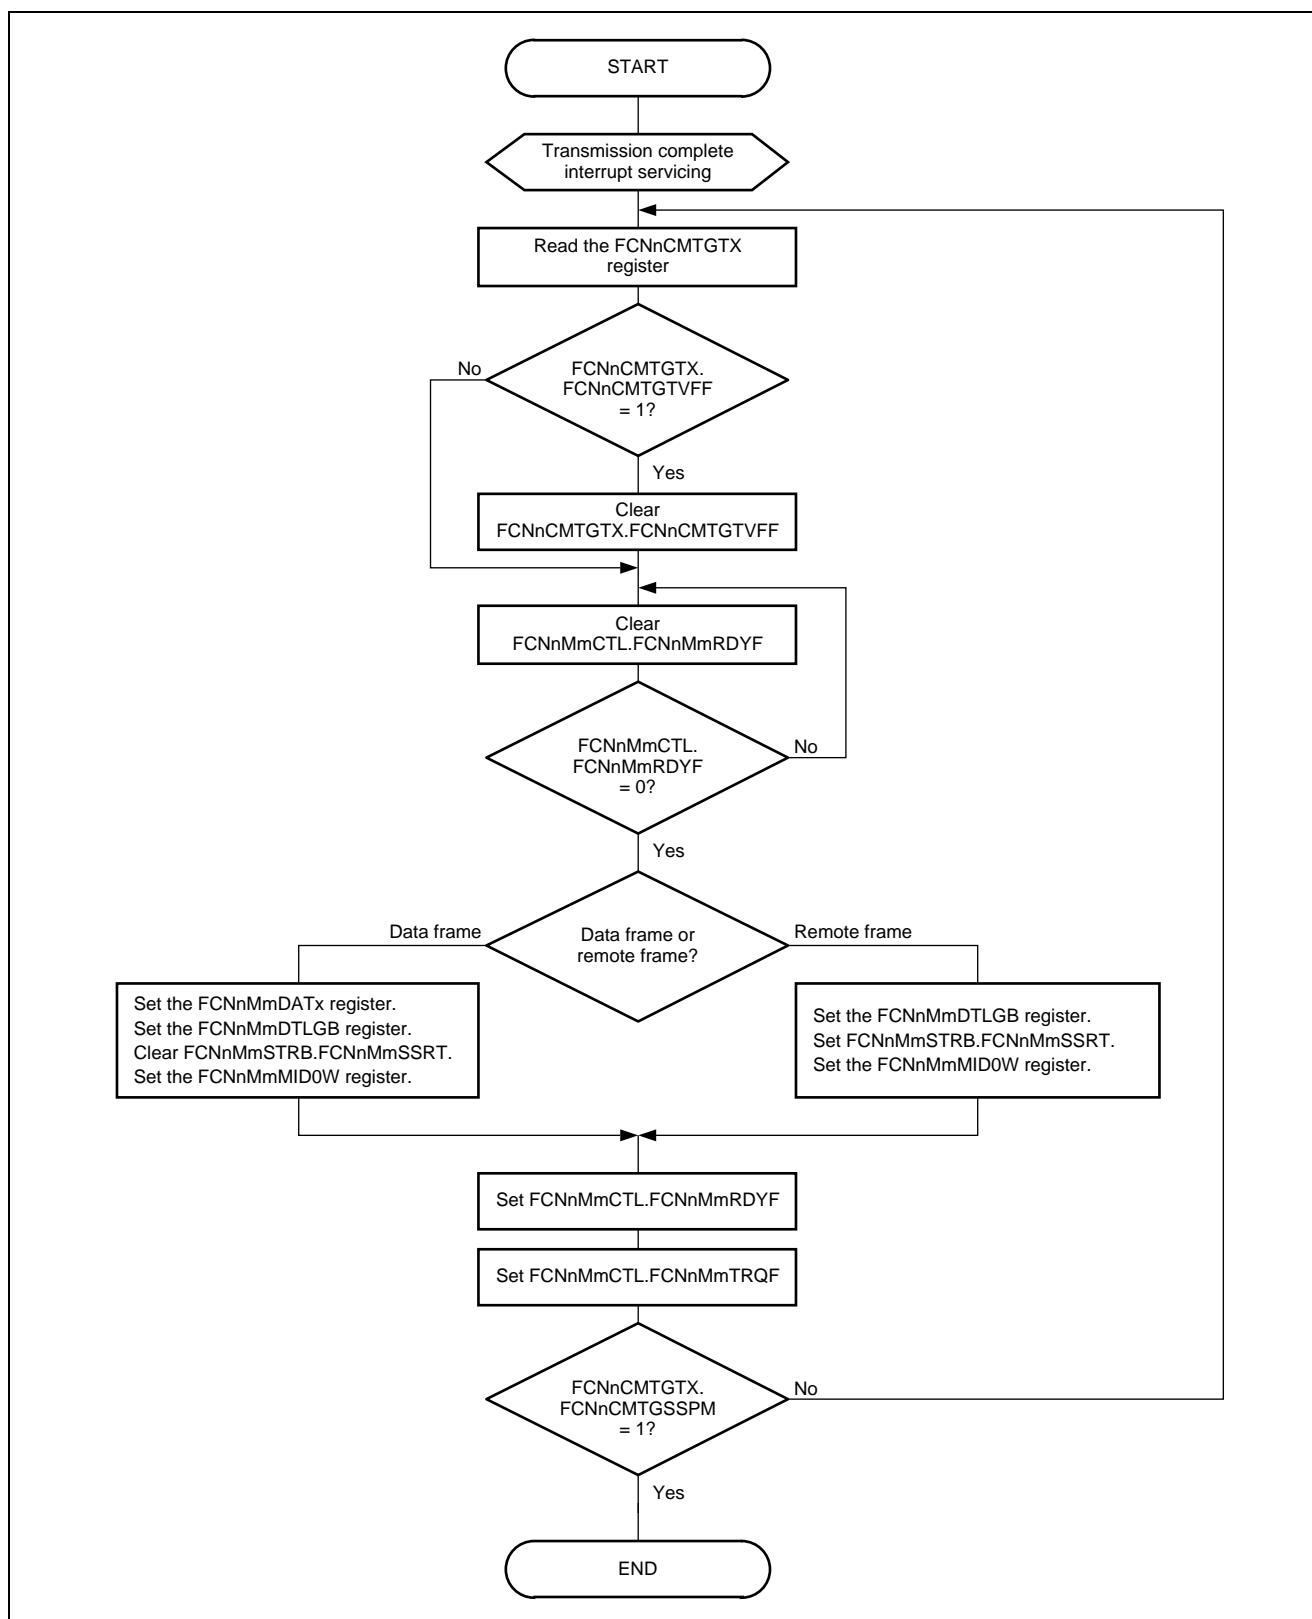 START
Transmission complete
interrupt servicing
Read the FCNnCMTGTX
register
No
FCNnCMTGTX.
FCNnCMTGTVFF
= 1?
Yes
Clear
FCNnCMTGTX.FCNnCMTGTVFF
Clear
FCNnMmCTL.FCNnMmRDYF
FCNnMmCTL.
FCNnMmRDYF
= 0?
No
Yes
Data frame
Data frame or
remote frame?
Remote frame
Set the FCNnMmDATx register.
Set the FCNnMmDTLGB register.
Clear FCNnMmSTRB.FCNnMmSSRT.
Set the FCNnMmMID0W register.
Set the FCNnMmDTLGB register.
Set FCNnMmSTRB.FCNnMmSSRT.
Set the FCNnMmMID0W register.
Set FCNnMmCTL.FCNnMmRDYF
Set FCNnMmCTL.FCNnMmTRQF
FCNnCMTGTX.
FCNnCMTGSSPM
= 1?
No
Yes
END